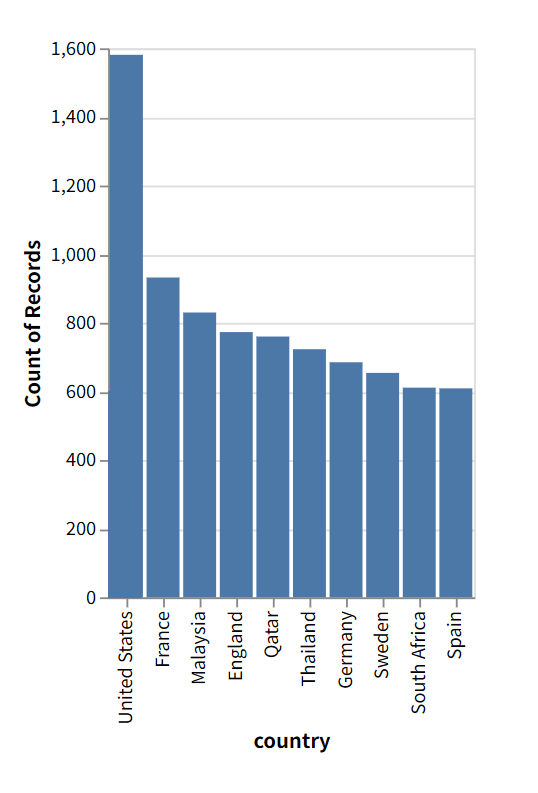 1,600
1,400
1,200
1,000
800
600
400
200
0
Count of Records
United States
France
Malaysia
England
Qatar
Thailand
Germany
Sweden
South Africa
Spain
country